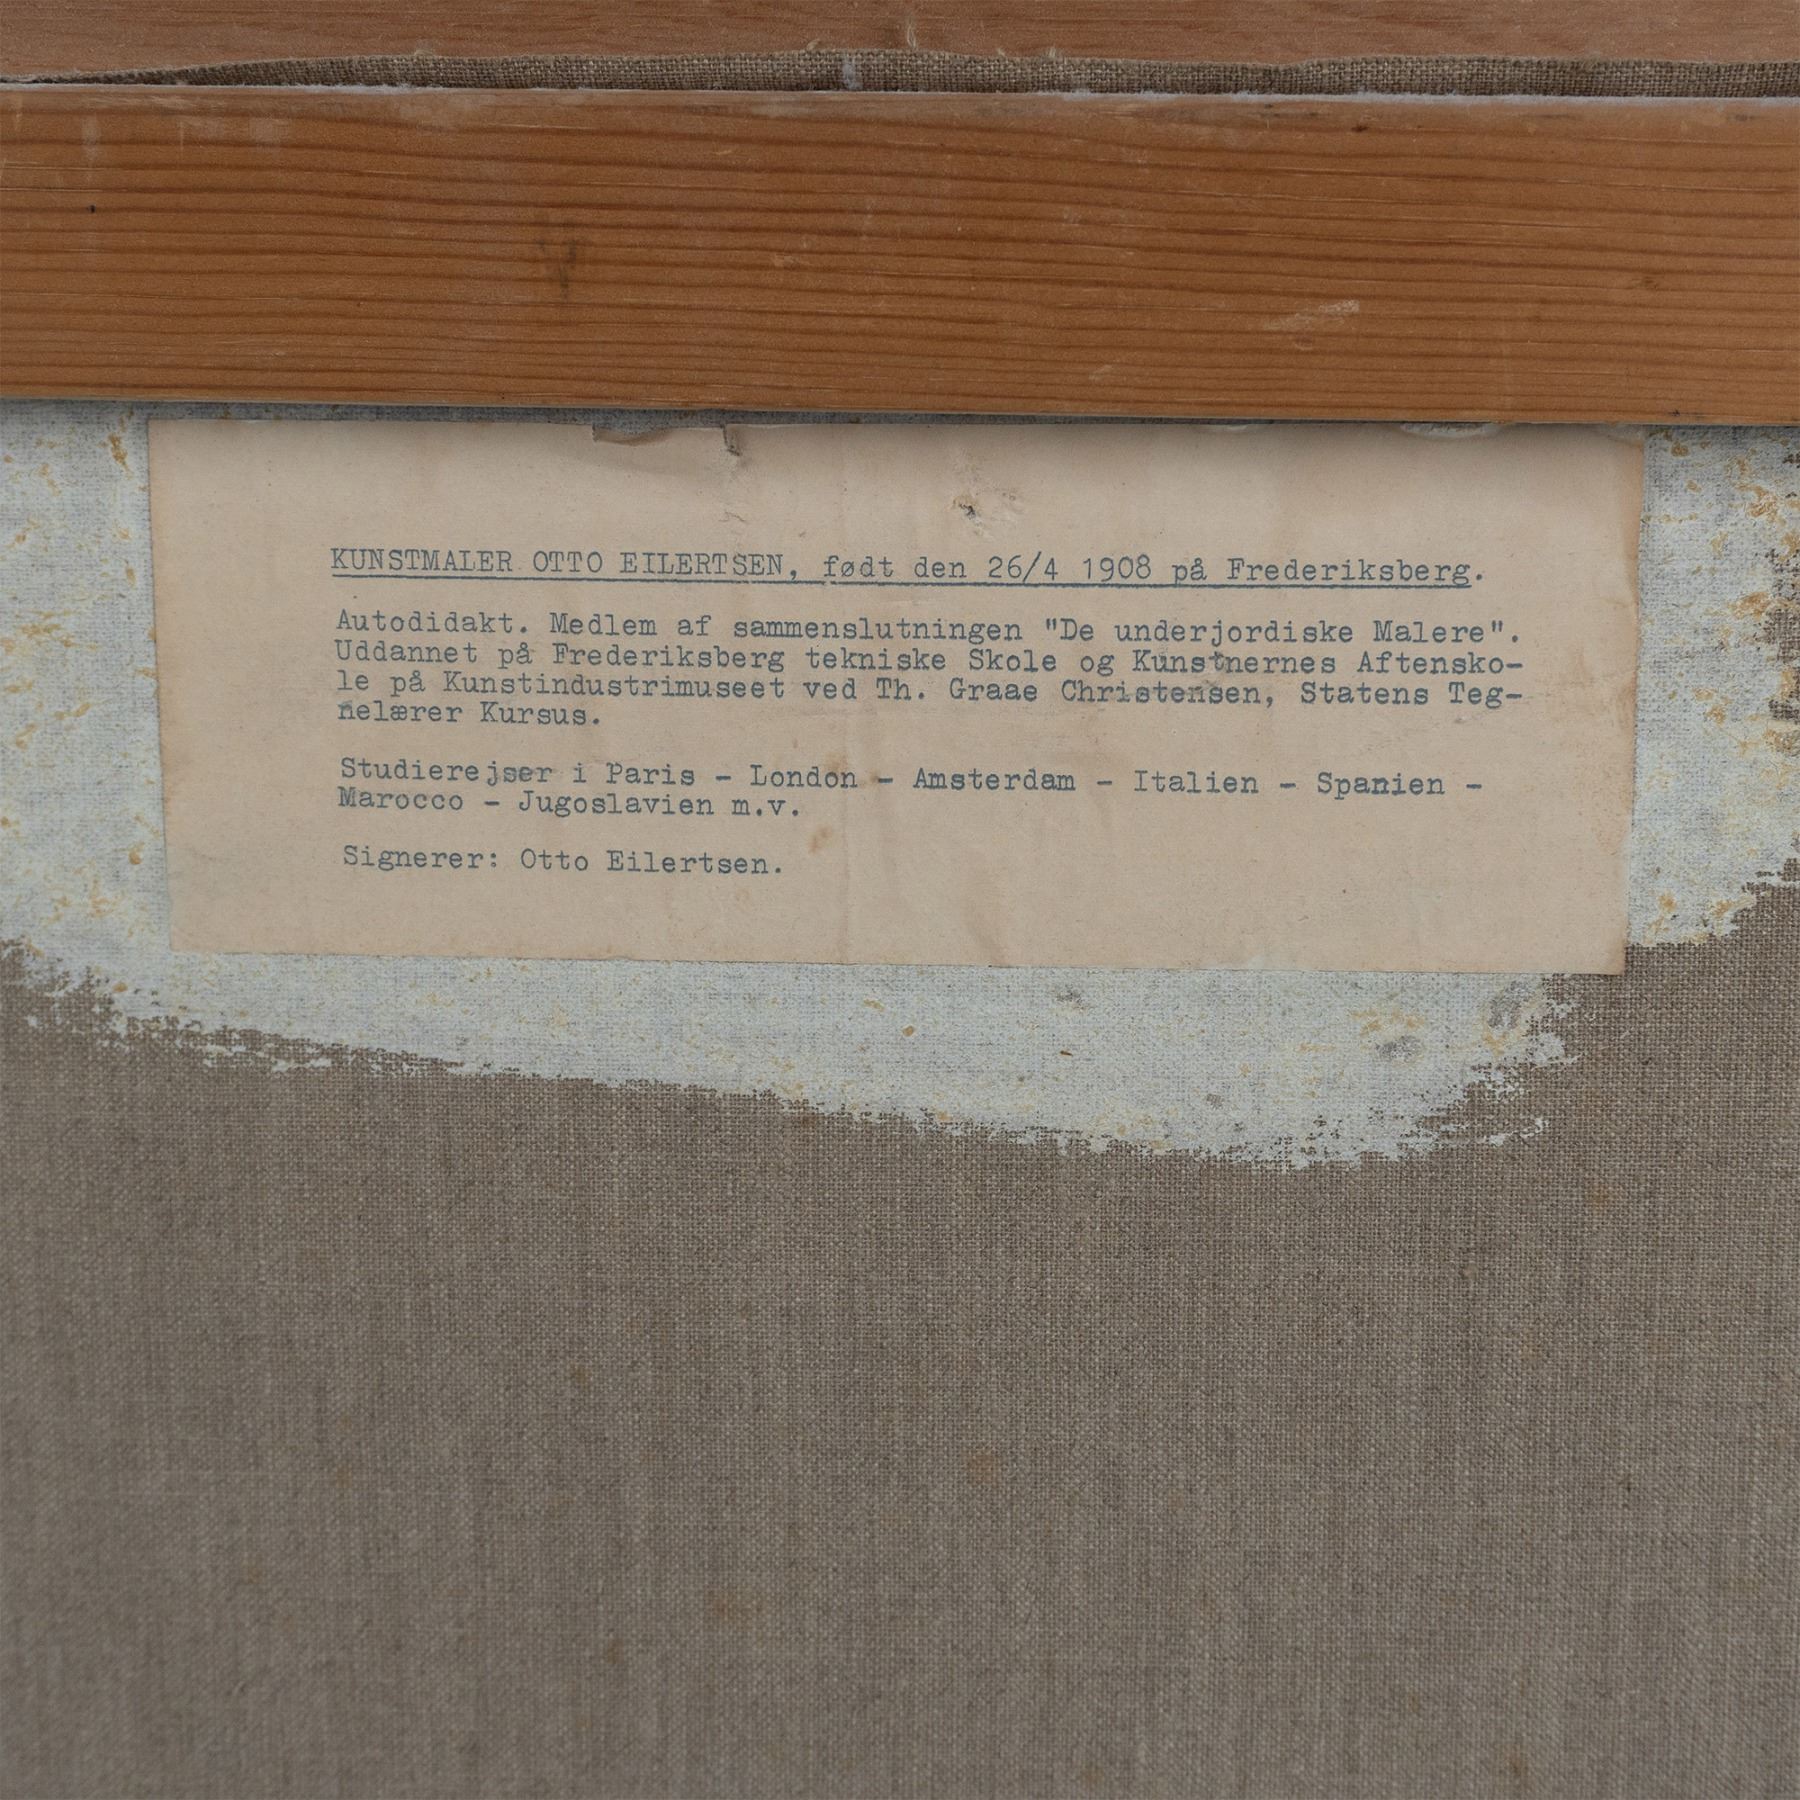 KUNSTMALER OTTO EILERTSEN, født den 26/4 1908 på Frederiksberg.
Autodidakt. Medlem af sammenslutningen "De underjordiske Malere".
Uddannet på Frederiksberg tekniske Skole og Kunstnernes Aftensko-
le på Kunstindustrimuseet ved Th. Graae Christensen, Statens Teg-
nelærer Kursus.
Studierejser i Paris - London - Amsterdam - Italien - Spanien -
Marocco - Jugoslavien m.v.
Signerer: Otto Eilertsen.